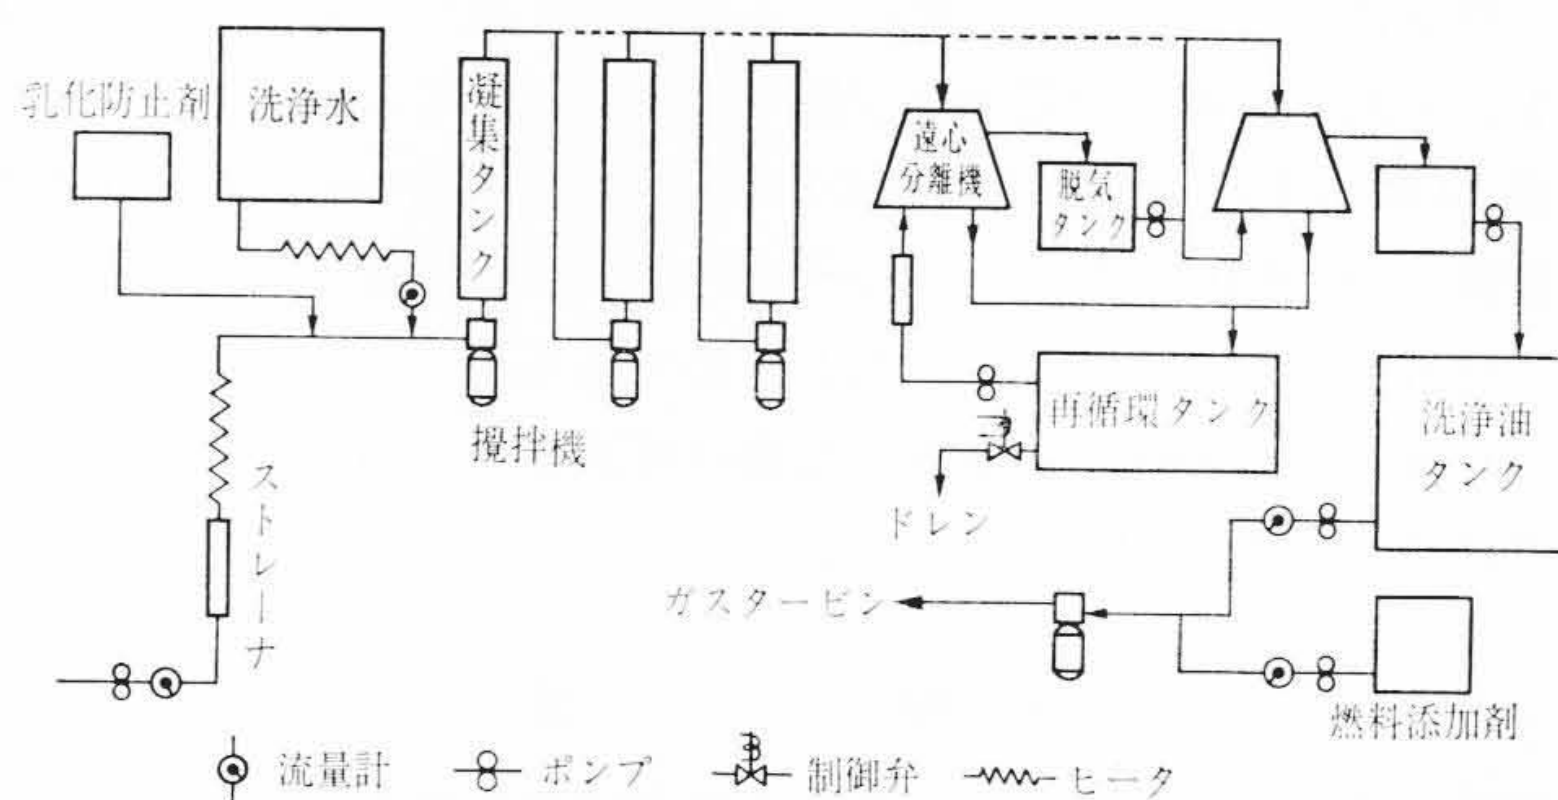 乳化防止剤
洗浄水
凝集タンク
遠心
分離機
脱気
タンク
再循環タンク
洗浄油
タンク
攪拌機
ストレーナ
ドレン
ガスタービン
燃料添加剤
流量計
ポンプ
制御弁
ヒータ